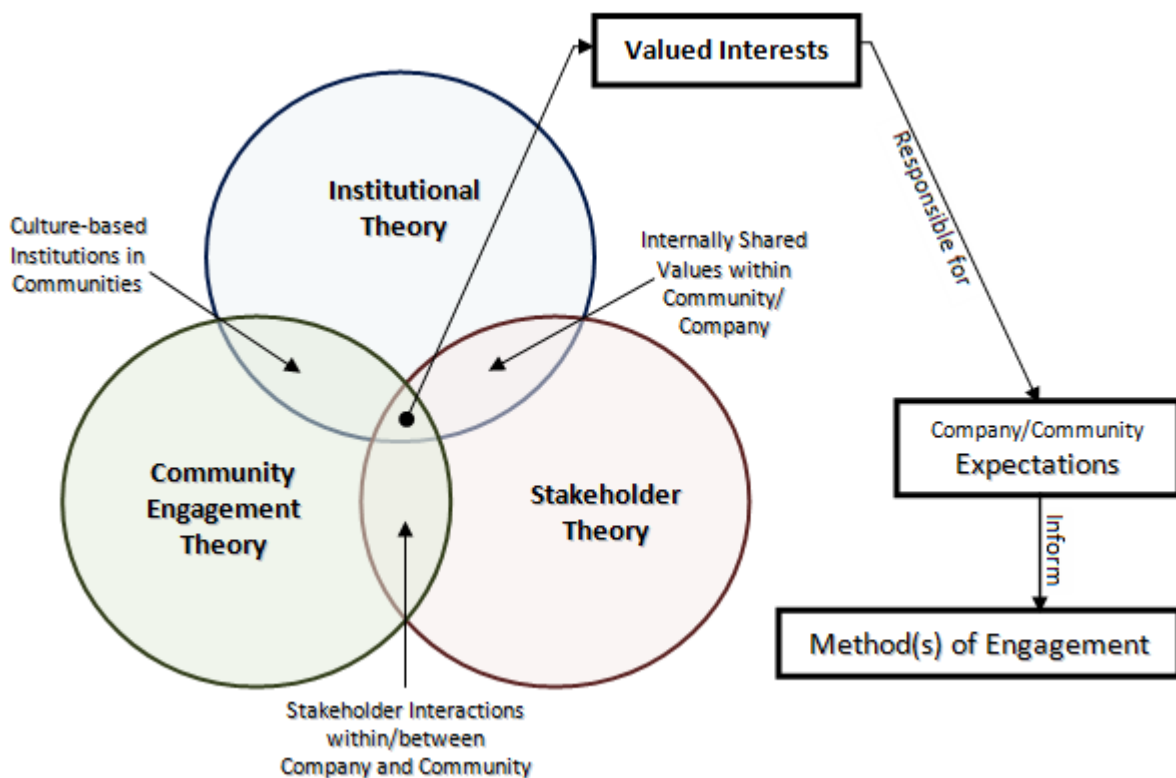 Valued Interests
Responsible for
Institutional
Theory
Culture-based
Institutions in
Communities
Internally Shared
Values within
Community/
Company
Company/Community
Expectations
Community
Engagement
Theory
Stakeholder
Theory
Inform
Method(s) of Engagement
Stakeholder Interactions
within/between
Company and Community